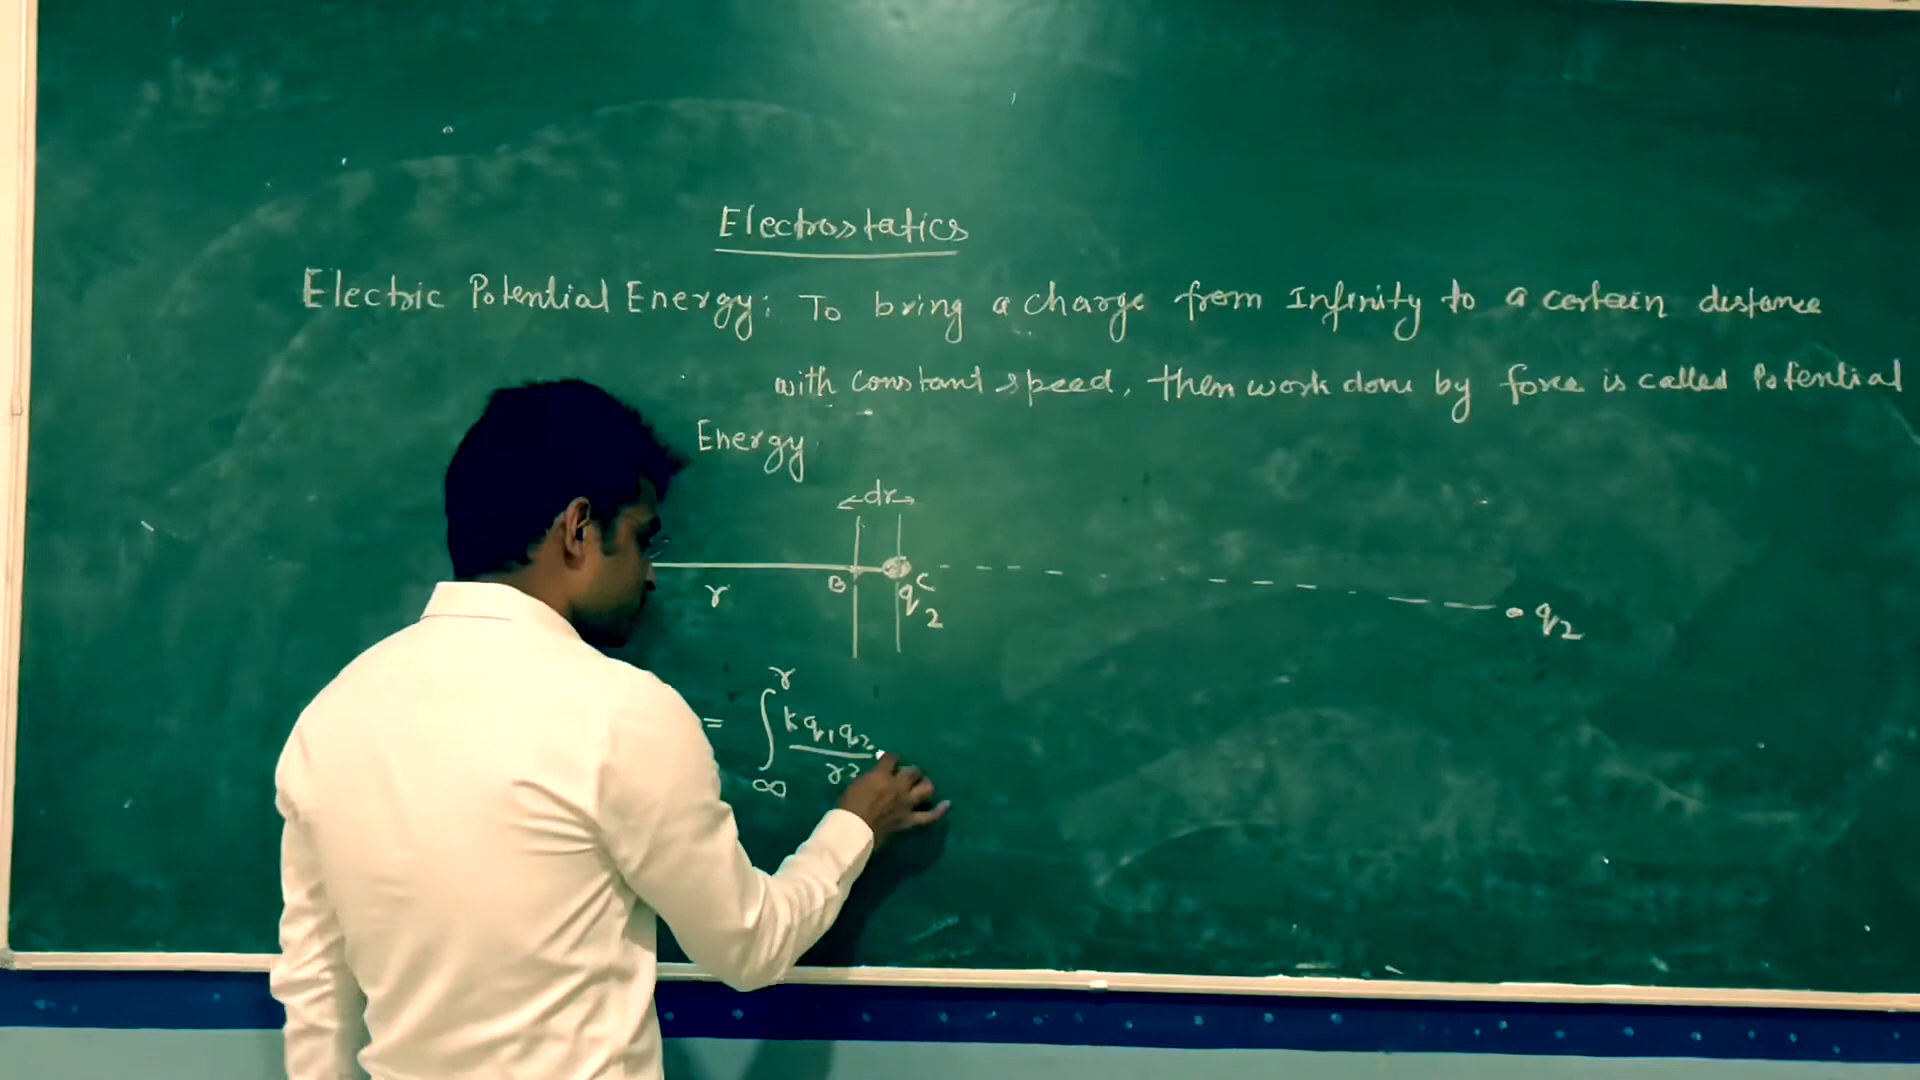 Electrostatics
Electric Potential Energy: To bring a charge from Infinity to a certain distance
with constant speed, then work done by force is called Potential
Energy
dr
r B C
q2 q2
r
= ∫ kq1q2
r2
∞